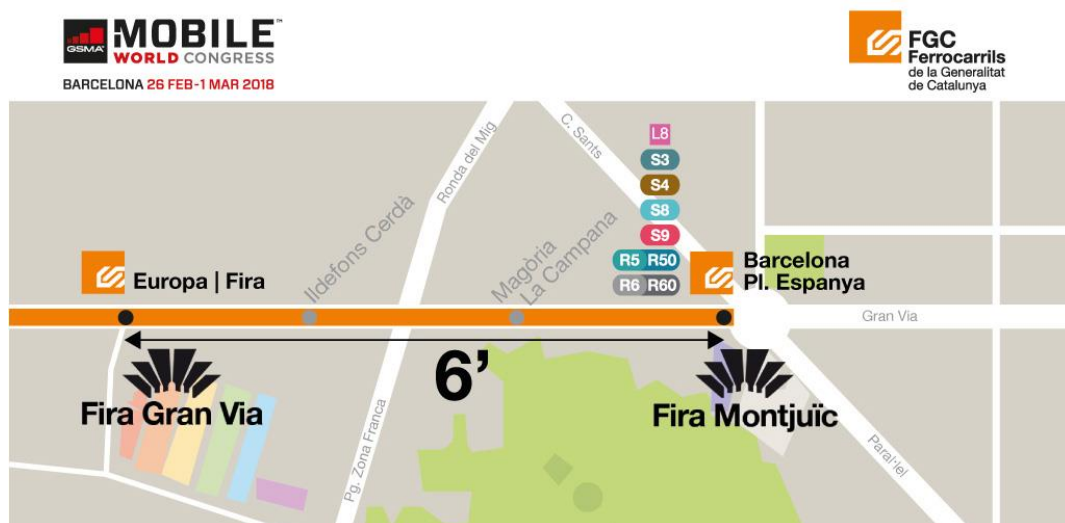 GSMA
MOBILE™
WORLD CONGRESS
BARCELONA 26 FEB-1 MAR 2018
FGC
Ferrocarrils
de la Generalitat
de Catalunya
Ronda del Mig
C. Sants
L8
S3
S4
S8
S9
R5 R50
R6 R60
Europa | Fira
Ildefons Cerdà
Magòria
La Campana
Barcelona
Pl. Espanya
Gran Via
6’
Fira Gran Via
Fira Montjuïc
Pg. Zona Franca
Paral·lel